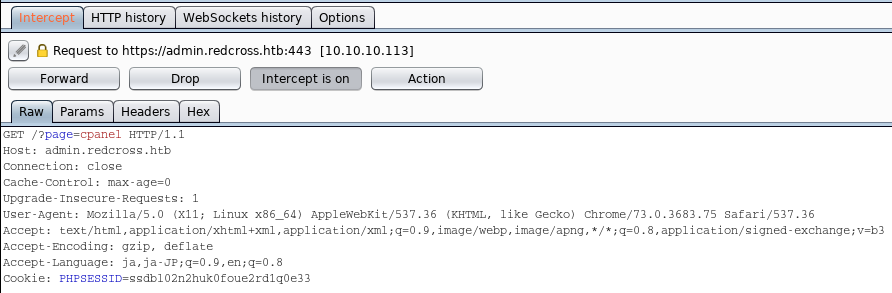 Intercept HTTP history WebSockets history Options
Request to https://admin.redcross.htb:443 [10.10.10.113]
Forward Drop Intercept is on Action
Raw Params Headers Hex
GET /?page=cpanel HTTP/1.1
Host: admin.redcross.htb
Connection: close
Cache-Control: max-age=0
Upgrade-Insecure-Requests: 1
User-Agent: Mozilla/5.0 (X11; Linux x86_64) AppleWebKit/537.36 (KHTML, like Gecko) Chrome/73.0.3683.75 Safari/537.36
Accept: text/html,application/xhtml+xml,application/xml;q=0.9,image/webp,image/apng,*/*;q=0.8,application/signed-exchange;v=b3
Accept-Encoding: gzip, deflate
Accept-Language: ja,ja-JP;q=0.9,en;q=0.8
Cookie: PHPSESSID=ssdbl02n2huk0foue2rd1q0e33